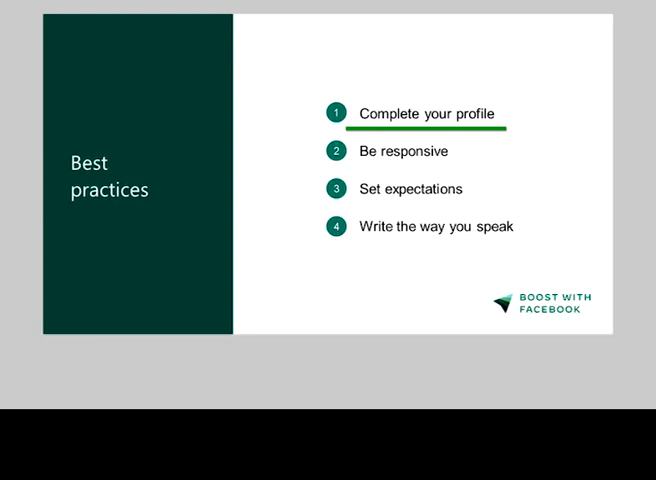 Best
practices
1 Complete your profile
2 Be responsive
3 Set expectations
4 Write the way you speak
BOOST WITH
FACEBOOK